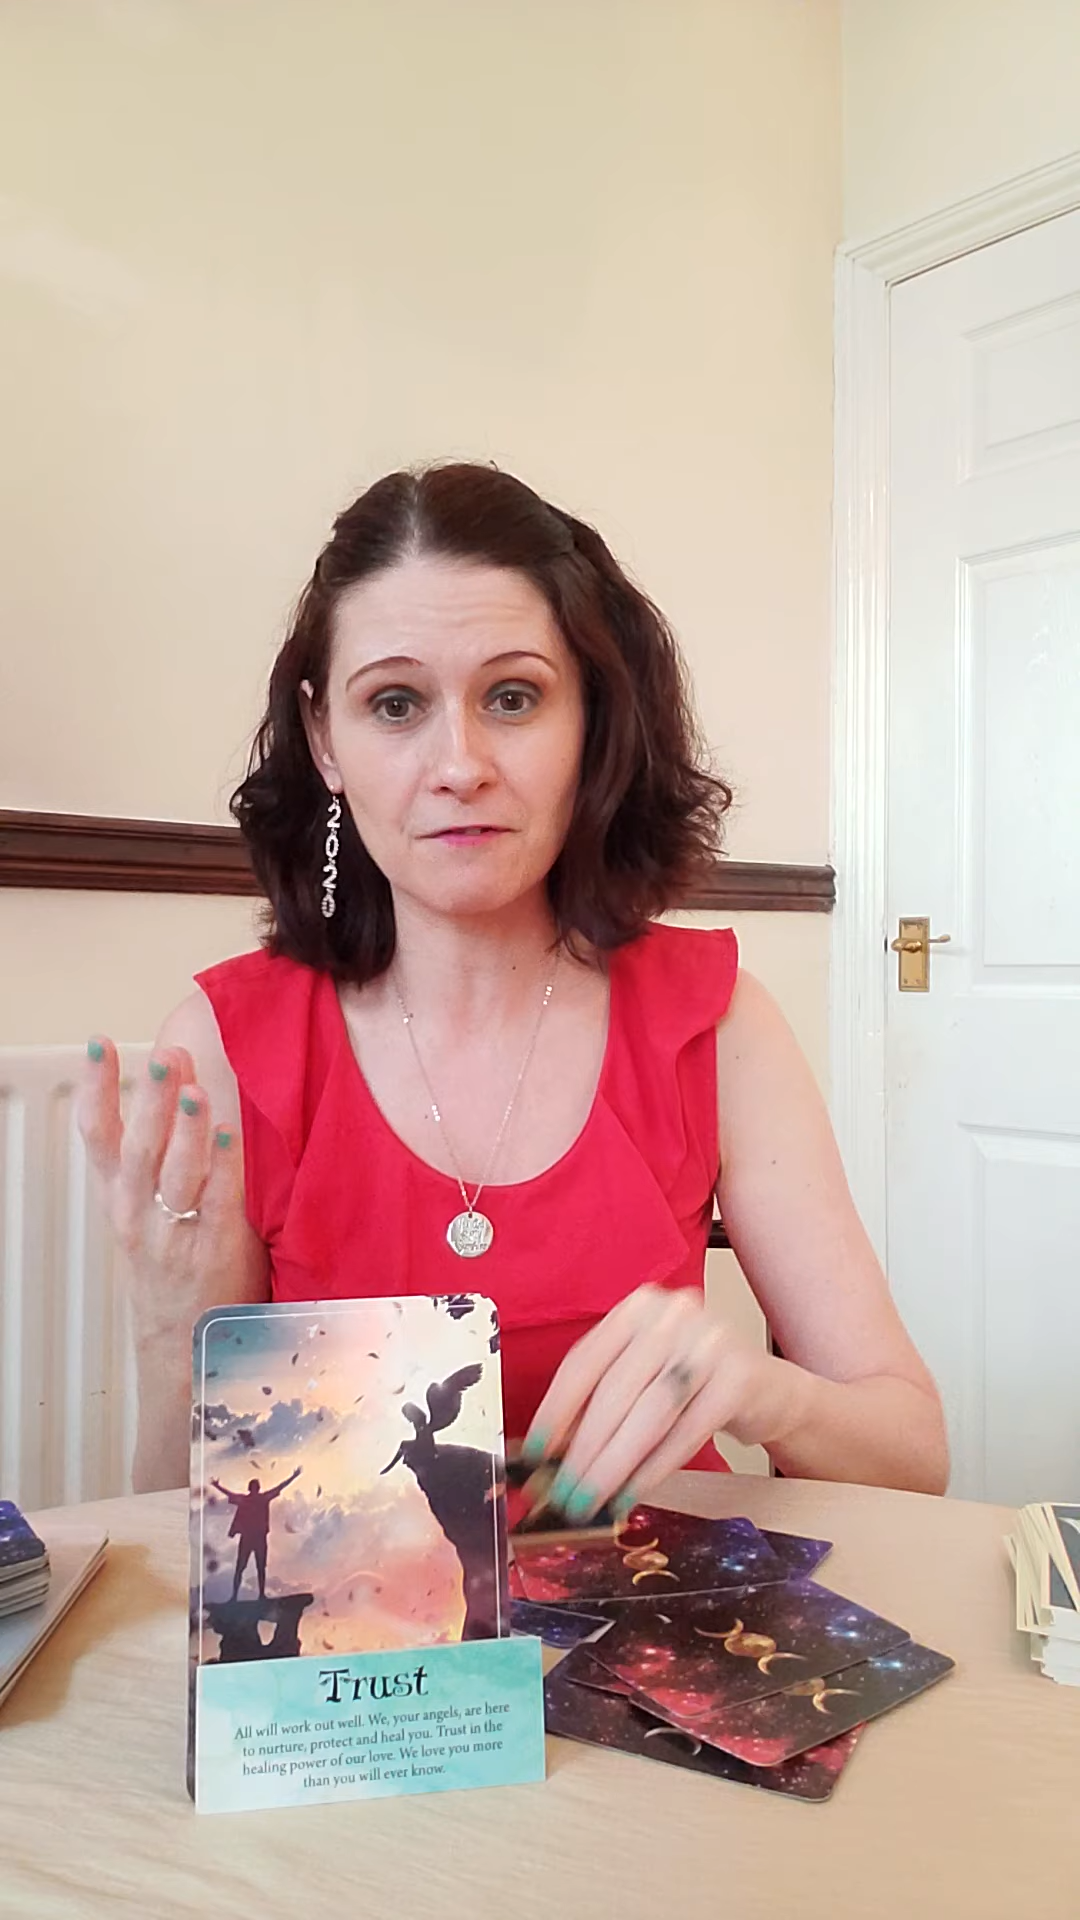 2020
Trust
All will work out well. We, your angels, are here
to nurture, protect and heal you. Trust in the
healing power of our love. We love you more
than you will ever know.